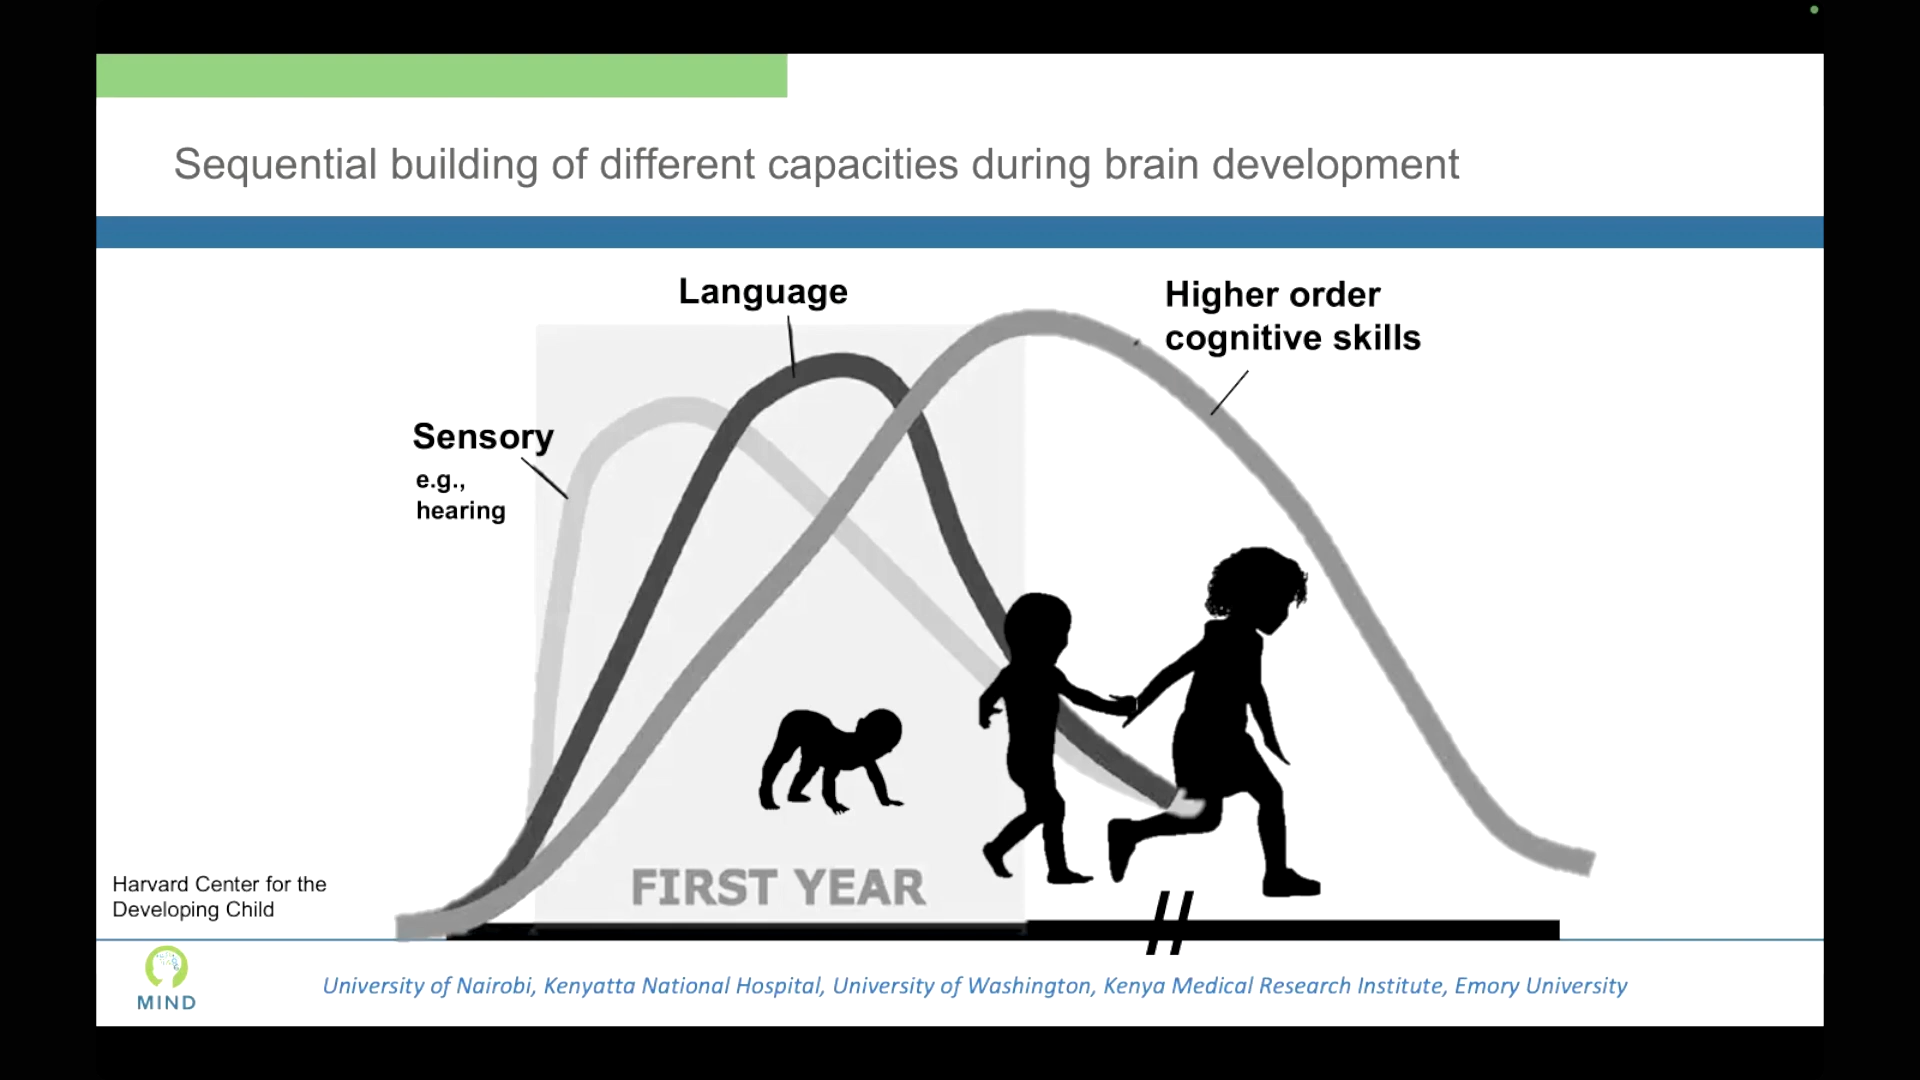 Sequential building of different capacities during brain development
Language
Higher order
cognitive skills
Sensory
e.g.,
hearing
FIRST YEAR
Harvard Center for the
Developing Child
MIND
University of Nairobi, Kenyatta National Hospital, University of Washington, Kenya Medical Research Institute, Emory University